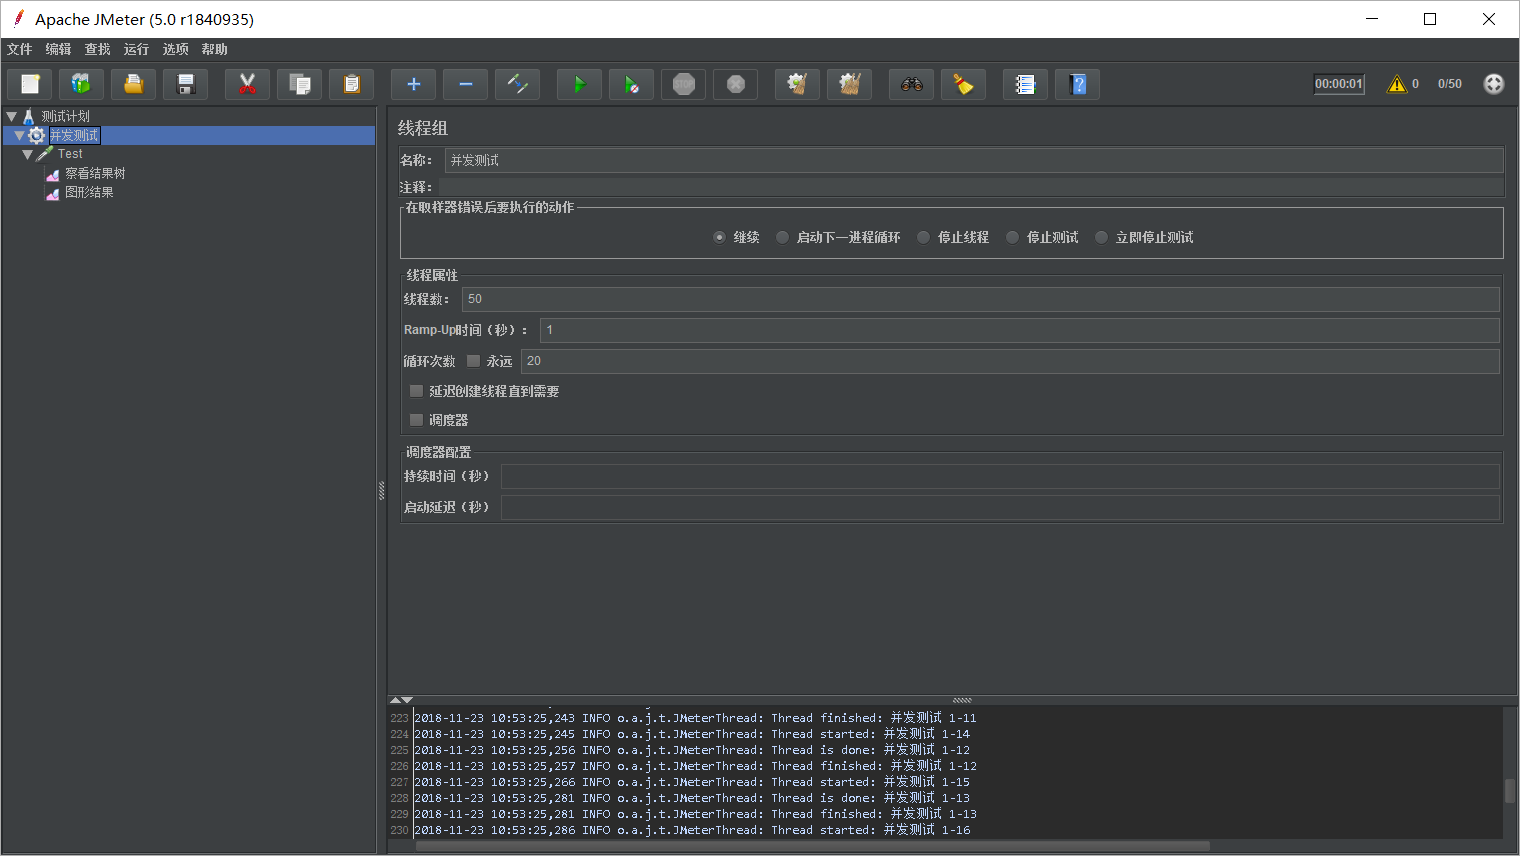 Apache JMeter (5.0 r1840935)
文件 编辑 查找 运行 选项 帮助
00:00:01 0 0/50
测试计划
并发测试
Test
察看结果树
图形结果
线程组
名称： 并发测试
注释：
在取样器错误后要执行的动作
继续 启动下一进程循环 停止线程 停止测试 立即停止测试
线程属性
线程数： 50
Ramp-Up时间（秒）： 1
循环次数 永远 20
延迟创建线程直到需要
调度器
调度器配置
持续时间（秒）
启动延迟（秒）
223 2018-11-23 10:53:25,243 INFO o.a.j.t.JMeterThread: Thread finished: 并发测试 1-11
224 2018-11-23 10:53:25,245 INFO o.a.j.t.JMeterThread: Thread started: 并发测试 1-14
225 2018-11-23 10:53:25,256 INFO o.a.j.t.JMeterThread: Thread is done: 并发测试 1-12
226 2018-11-23 10:53:25,257 INFO o.a.j.t.JMeterThread: Thread finished: 并发测试 1-12
227 2018-11-23 10:53:25,266 INFO o.a.j.t.JMeterThread: Thread started: 并发测试 1-15
228 2018-11-23 10:53:25,281 INFO o.a.j.t.JMeterThread: Thread is done: 并发测试 1-13
229 2018-11-23 10:53:25,281 INFO o.a.j.t.JMeterThread: Thread finished: 并发测试 1-13
230 2018-11-23 10:53:25,286 INFO o.a.j.t.JMeterThread: Thread started: 并发测试 1-16